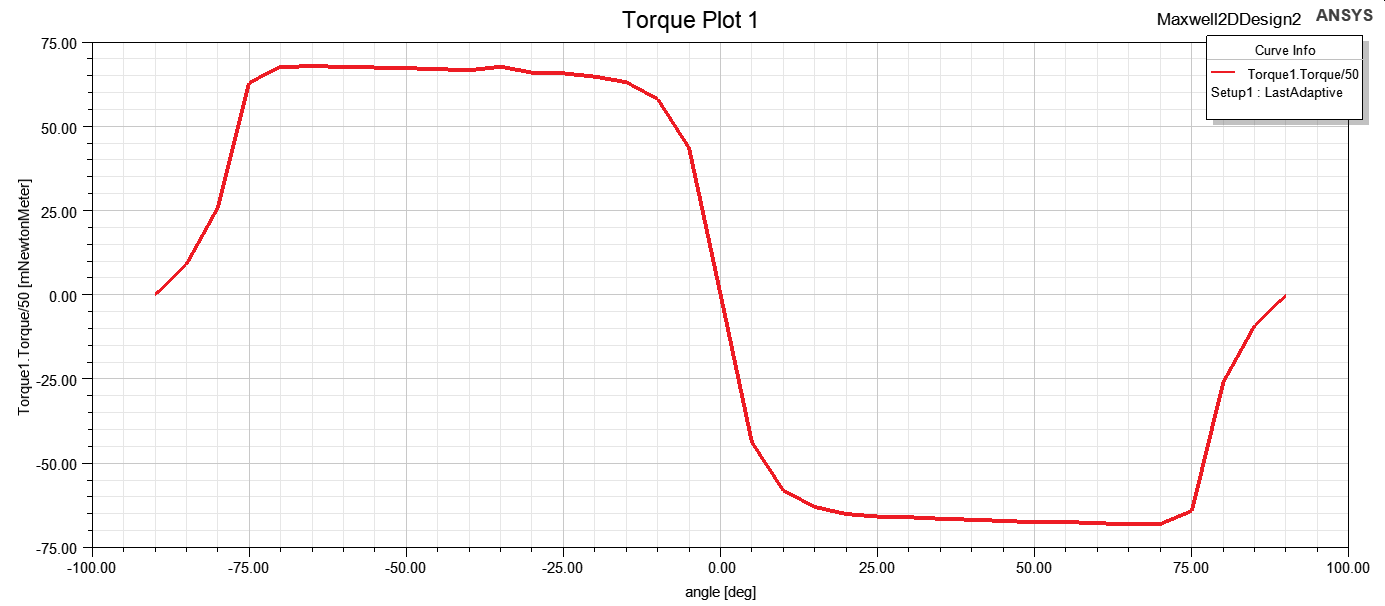 Torque Plot 1
Maxwell2DDesign2
ANSYS
Curve Info
Torque1.Torque/50
Setup1 : LastAdaptive
Torque1.Torque/50 [mNewtonMeter]
75.00
50.00
25.00
0.00
-25.00
-50.00
-75.00
-100.00 -75.00 -50.00 -25.00 0.00 25.00 50.00 75.00 100.00
angle [deg]